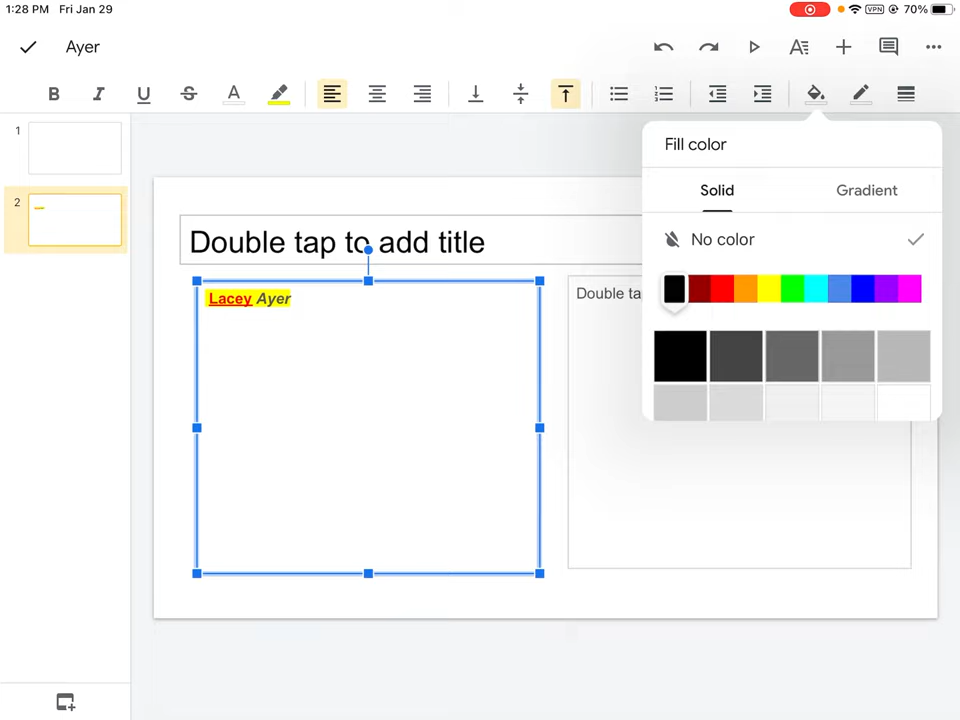 1:28 PM Fri Jan 29
VPN 70%
Ayer
B I U S A
1
2
Fill color
Solid Gradient
No color
Double tap to add title
Lacey Ayer
Double ta